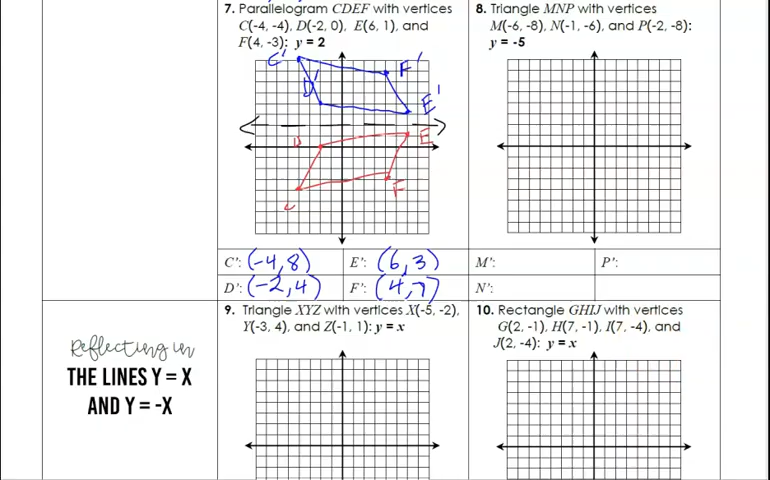 7. Parallelogram CDEF with vertices
C(-4, -4), D(-2, 0), E(6, 1), and
F(4, -3): y = 2
C'
F'
D'
E'
D
E
F
C': (-4,8)
E': (6,3)
D': (-2,4)
F': (4,7)
8. Triangle MNP with vertices
M(-6, -8), N(-1, -6), and P(-2, -8):
y = -5
M':
P':
N':
Reflecting in
THE LINES Y = X
AND Y = -X
9. Triangle XYZ with vertices X(-5, -2),
Y(-3, 4), and Z(-1, 1): y = x
10. Rectangle GHIJ with vertices
G(2, -1), H(7, -1), I(7, -4), and
J(2, -4): y = x